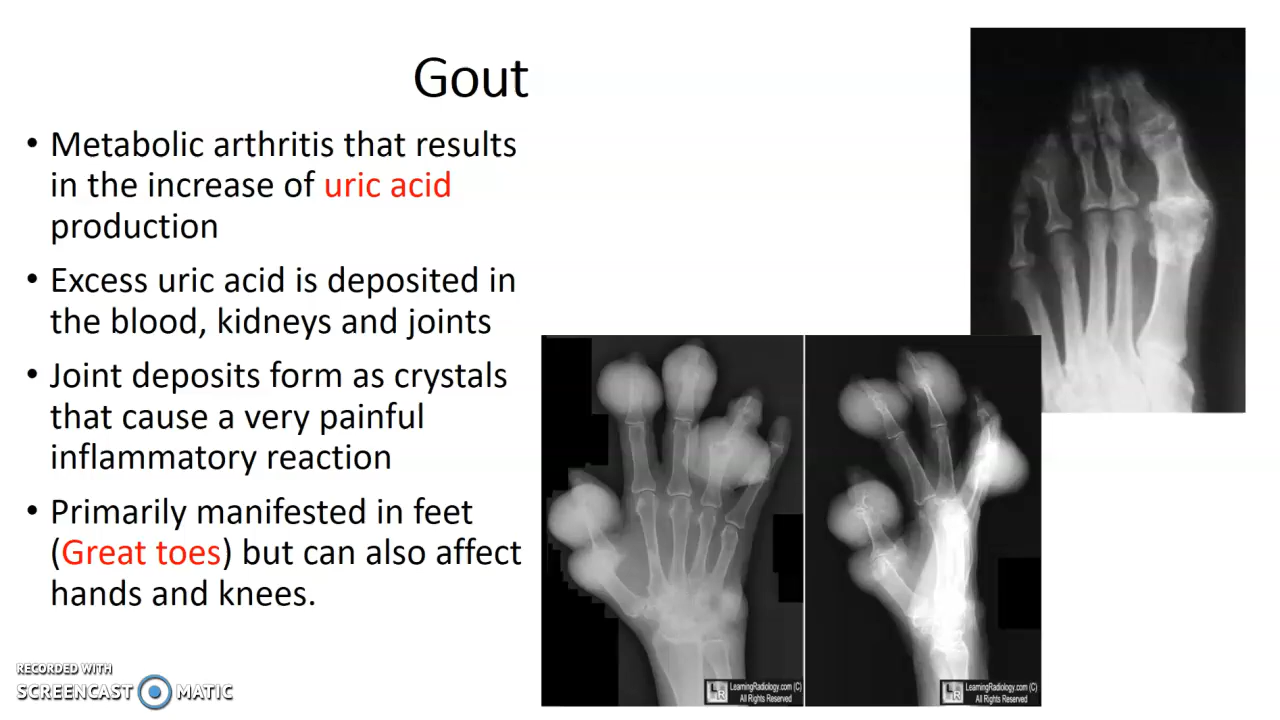 Gout
• Metabolic arthritis that results
in the increase of uric acid
production
• Excess uric acid is deposited in
the blood, kidneys and joints
• Joint deposits form as crystals
that cause a very painful
inflammatory reaction
• Primarily manifested in feet
(Great toes) but can also affect
hands and knees.
LR LearningRadiology.com (C)
All Rights Reserved
LR LearningRadiology.com (C)
All Rights Reserved
RECORDED WITH
SCREENCAST MATIC